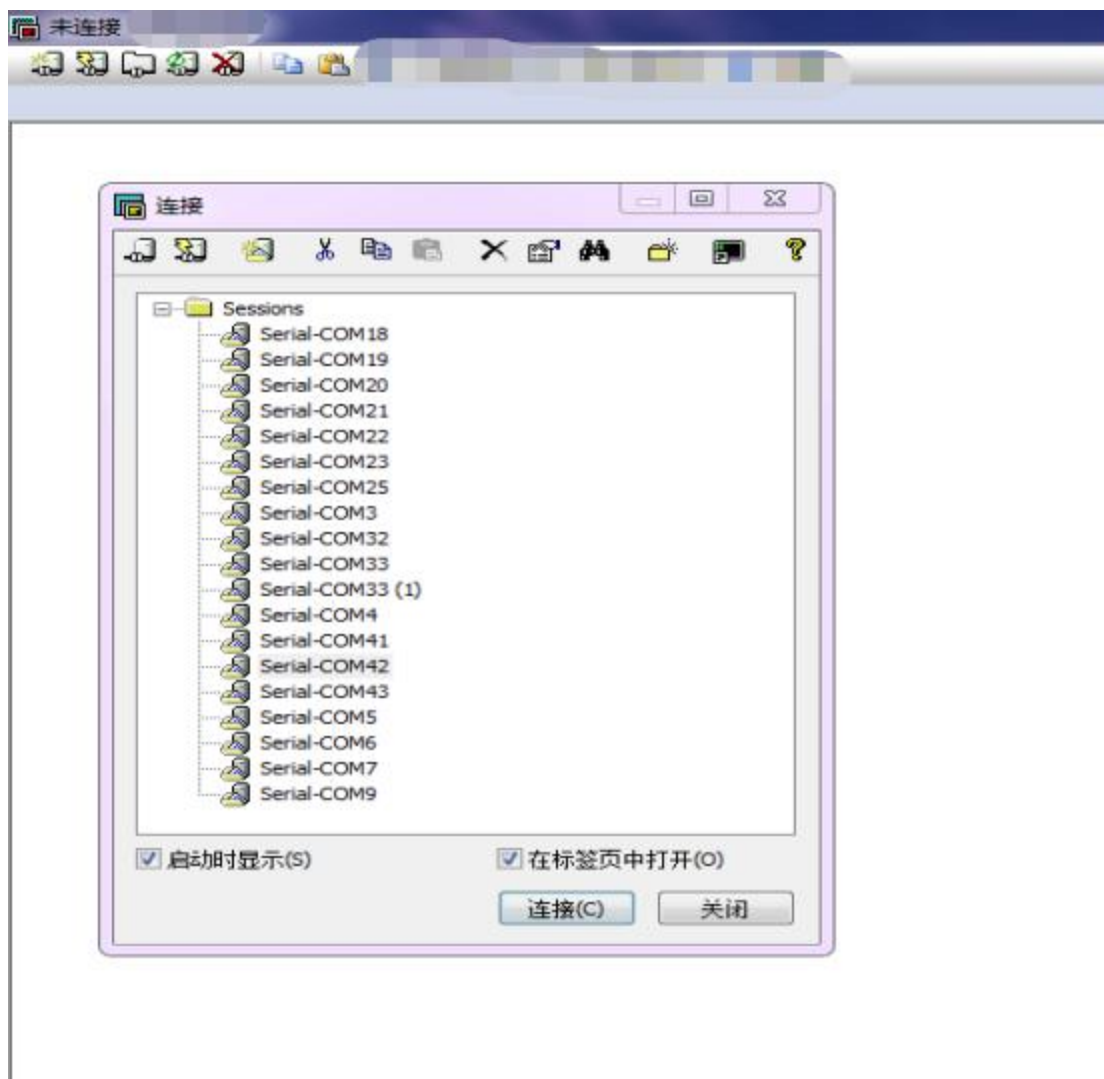 未连接
连接
Sessions
Serial-COM18
Serial-COM19
Serial-COM20
Serial-COM21
Serial-COM22
Serial-COM23
Serial-COM25
Serial-COM3
Serial-COM32
Serial-COM33
Serial-COM33 (1)
Serial-COM4
Serial-COM41
Serial-COM42
Serial-COM43
Serial-COM5
Serial-COM6
Serial-COM7
Serial-COM9
启动时显示(S) 在标签页中打开(O)
连接(C) 关闭